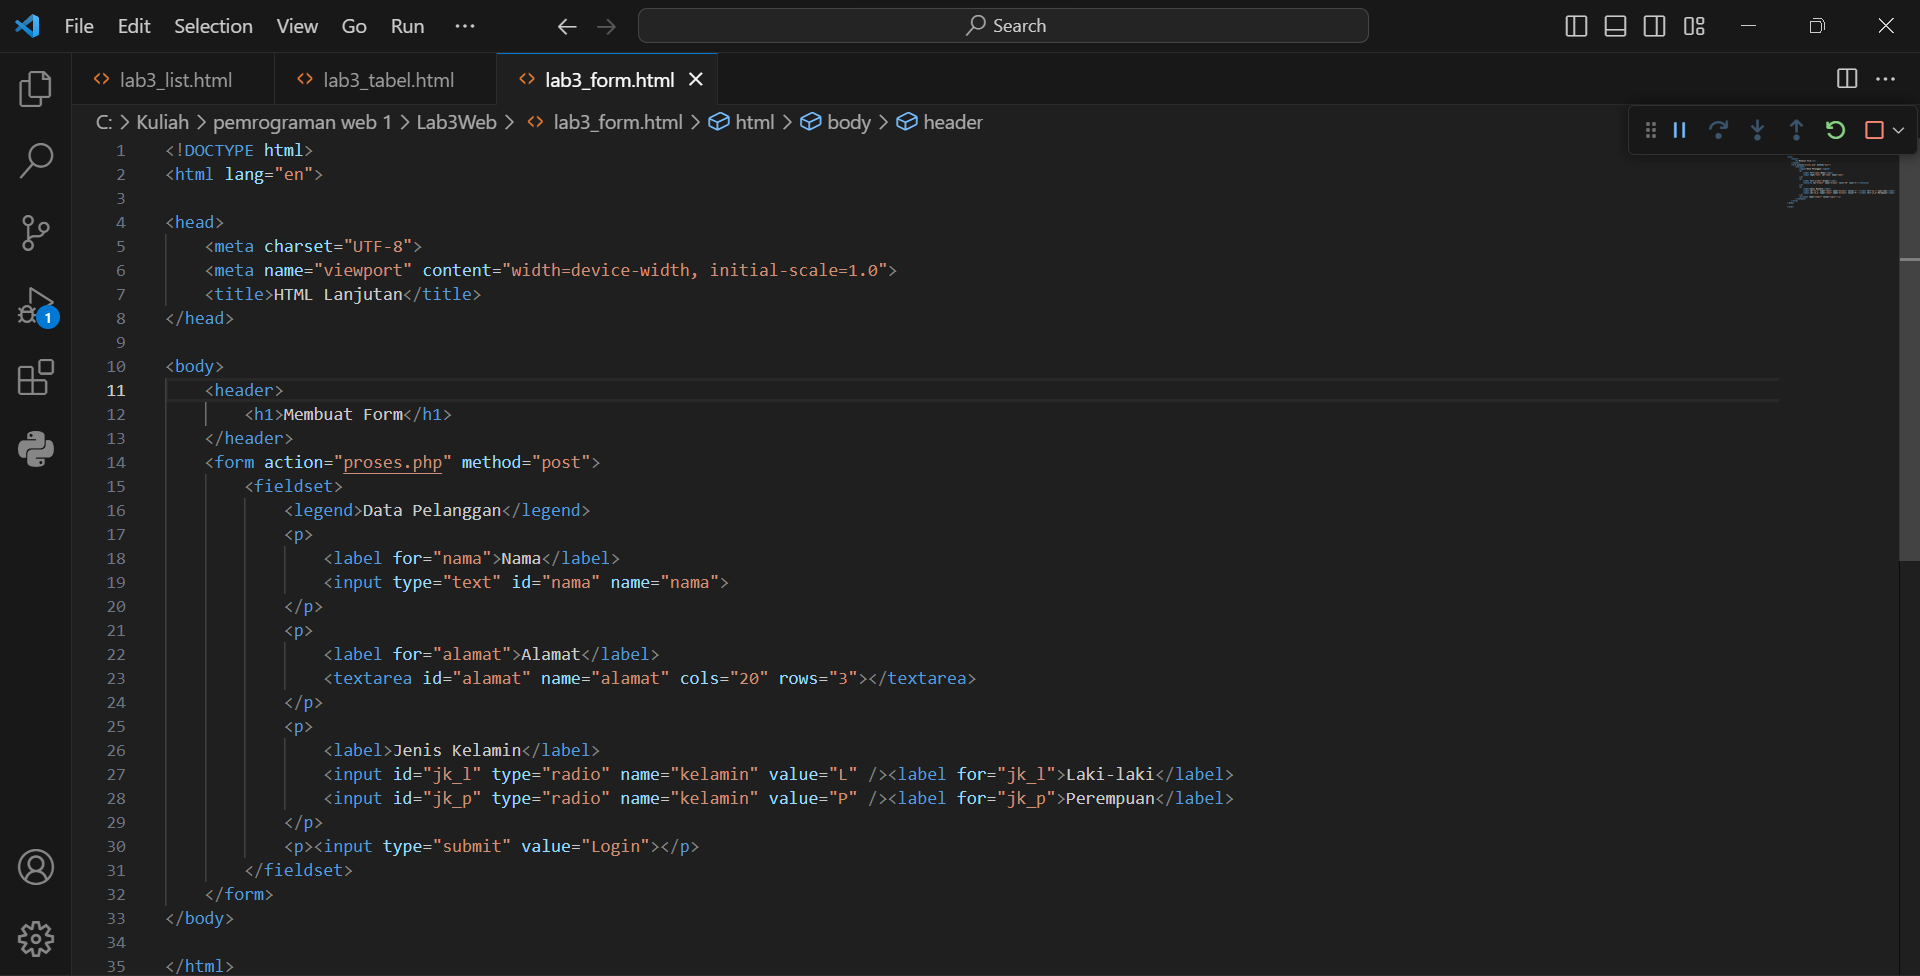 File Edit Selection View Go Run ··· Search
lab3_list.html lab3_tabel.html lab3_form.html
C: > Kuliah > pemrograman web 1 > Lab3Web > lab3_form.html > html > body > header
1 <!DOCTYPE html>
2 <html lang="en">
3
4 <head>
5 <meta charset="UTF-8">
6 <meta name="viewport" content="width=device-width, initial-scale=1.0">
7 <title>HTML Lanjutan</title>
8 </head>
9
10 <body>
11 <header>
12 <h1>Membuat Form</h1>
13 </header>
14 <form action="proses.php" method="post">
15 <fieldset>
16 <legend>Data Pelanggan</legend>
17 <p>
18 <label for="nama">Nama</label>
19 <input type="text" id="nama" name="nama">
20 </p>
21 <p>
22 <label for="alamat">Alamat</label>
23 <textarea id="alamat" name="alamat" cols="20" rows="3"></textarea>
24 </p>
25 <p>
26 <label>Jenis Kelamin</label>
27 <input id="jk_l" type="radio" name="kelamin" value="L" /><label for="jk_l">Laki-laki</label>
28 <input id="jk_p" type="radio" name="kelamin" value="P" /><label for="jk_p">Perempuan</label>
29 </p>
30 <p><input type="submit" value="Login"></p>
31 </fieldset>
32 </form>
33 </body>
34
35 </html>
1